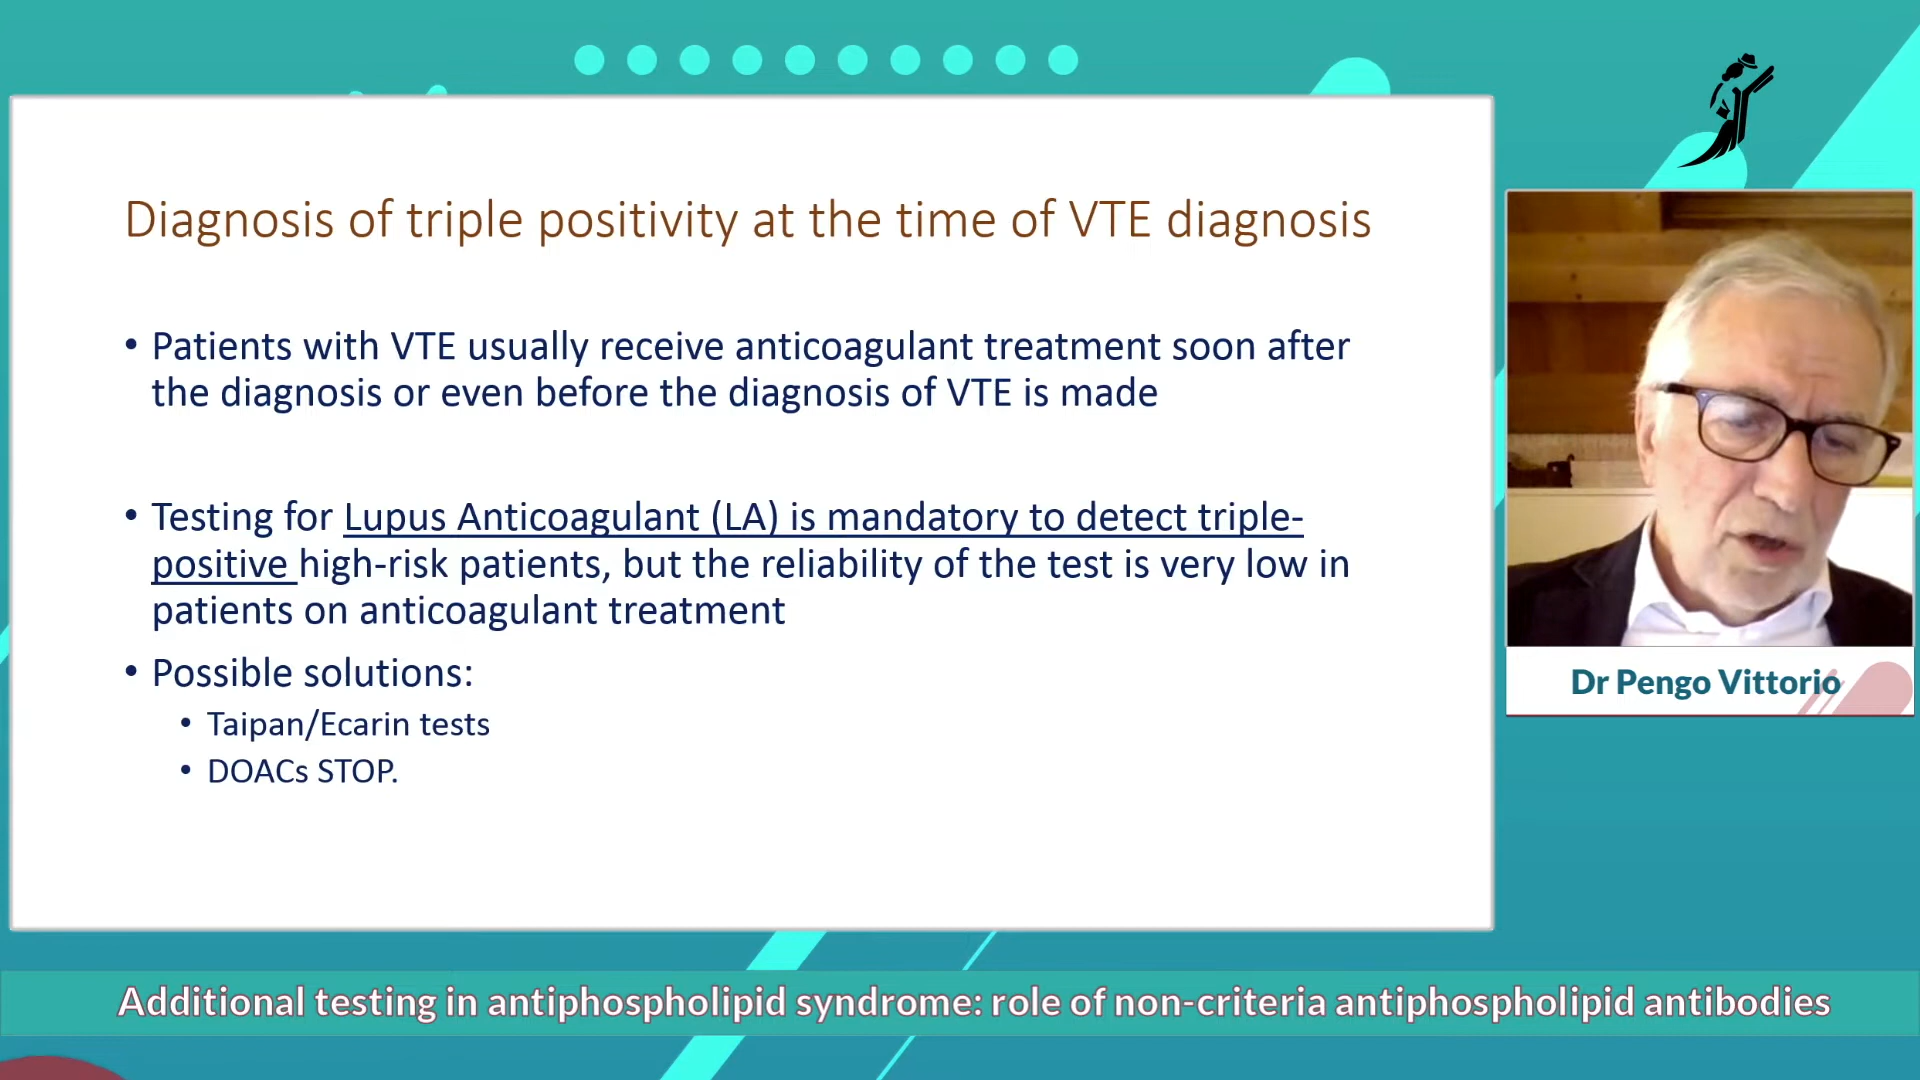 Diagnosis of triple positivity at the time of VTE diagnosis
• Patients with VTE usually receive anticoagulant treatment soon after
the diagnosis or even before the diagnosis of VTE is made
• Testing for Lupus Anticoagulant (LA) is mandatory to detect triple-
positive high-risk patients, but the reliability of the test is very low in
patients on anticoagulant treatment
• Possible solutions:
• Taipan/Ecarin tests
• DOACs STOP.
Dr Pengo Vittorio
Additional testing in antiphospholipid syndrome: role of non-criteria antiphospholipid antibodies